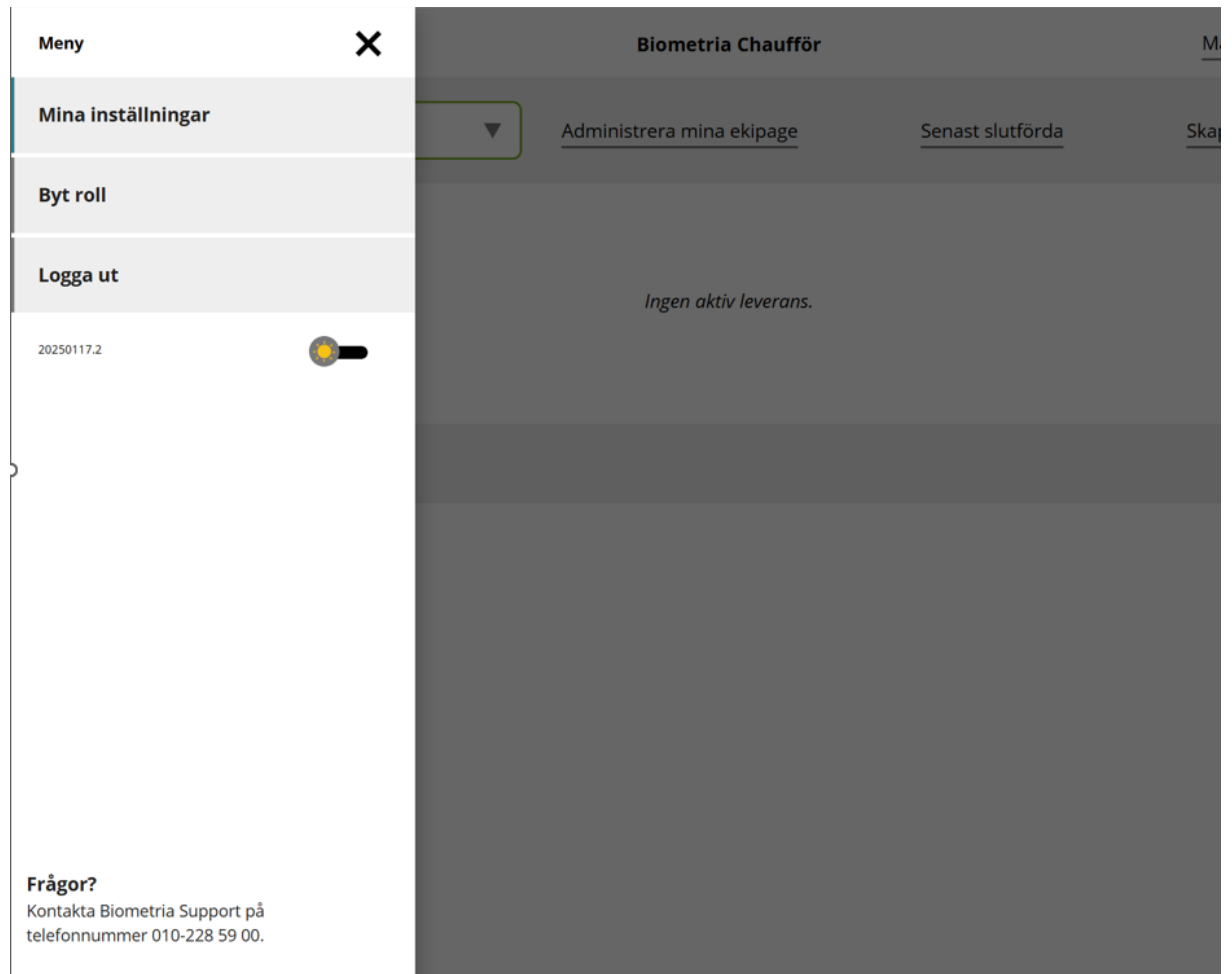 Meny
Biometria Chaufför
Mina inställningar
Administrera mina ekipage
Senast slutförda
Byt roll
Logga ut
Ingen aktiv leverans.
20250117.2
Frågor?
Kontakta Biometria Support på
telefonnummer 010-228 59 00.